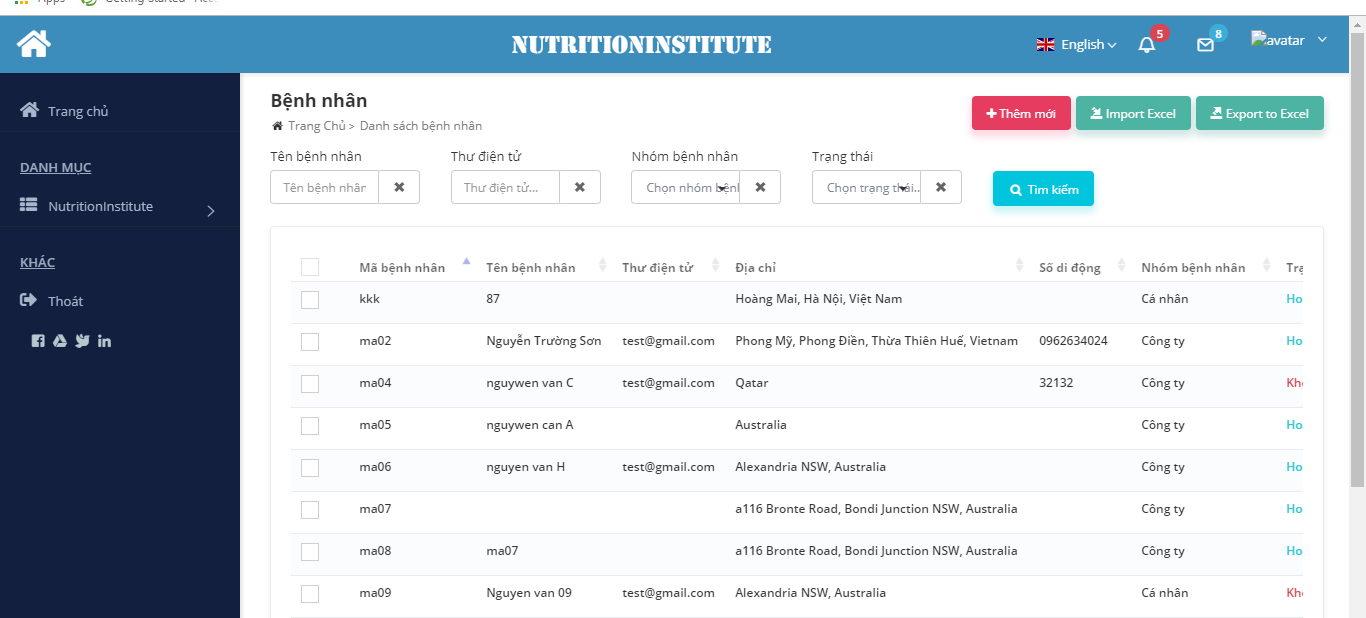 Apps Getting Started
NUTRITIONINSTITUTE
English
5
8
avatar
Trang chủ
DANH MỤC
NutritionInstitute
KHÁC
Thoát
Bệnh nhân
Trang Chủ > Danh sách bệnh nhân
Thêm mới Import Excel Export to Excel
Tên bệnh nhân Thư điện tử Nhóm bệnh nhân Trạng thái
Tên bệnh nhân Thư điện tử... Chọn nhóm Chọn trạng thái... Tìm kiếm
Mã bệnh nhân Tên bệnh nhân Thư điện tử Địa chỉ Số di động Nhóm bệnh nhân Trạ
kkk 87 Hoàng Mai, Hà Nội, Việt Nam Cá nhân Ho
ma02 Nguyễn Trường Sơn test@gmail.com Phong Mỹ, Phong Điền, Thừa Thiên Huế, Vietnam 0962634024 Công ty Ho
ma04 nguywen van C test@gmail.com Qatar 32132 Công ty Kh
ma05 nguywen can A Australia Công ty Ho
ma06 nguyen van H test@gmail.com Alexandria NSW, Australia Công ty Ho
ma07 a116 Bronte Road, Bondi Junction NSW, Australia Công ty Ho
ma08 ma07 a116 Bronte Road, Bondi Junction NSW, Australia Công ty Ho
ma09 Nguyen van 09 test@gmail.com Alexandria NSW, Australia Cá nhân Kh